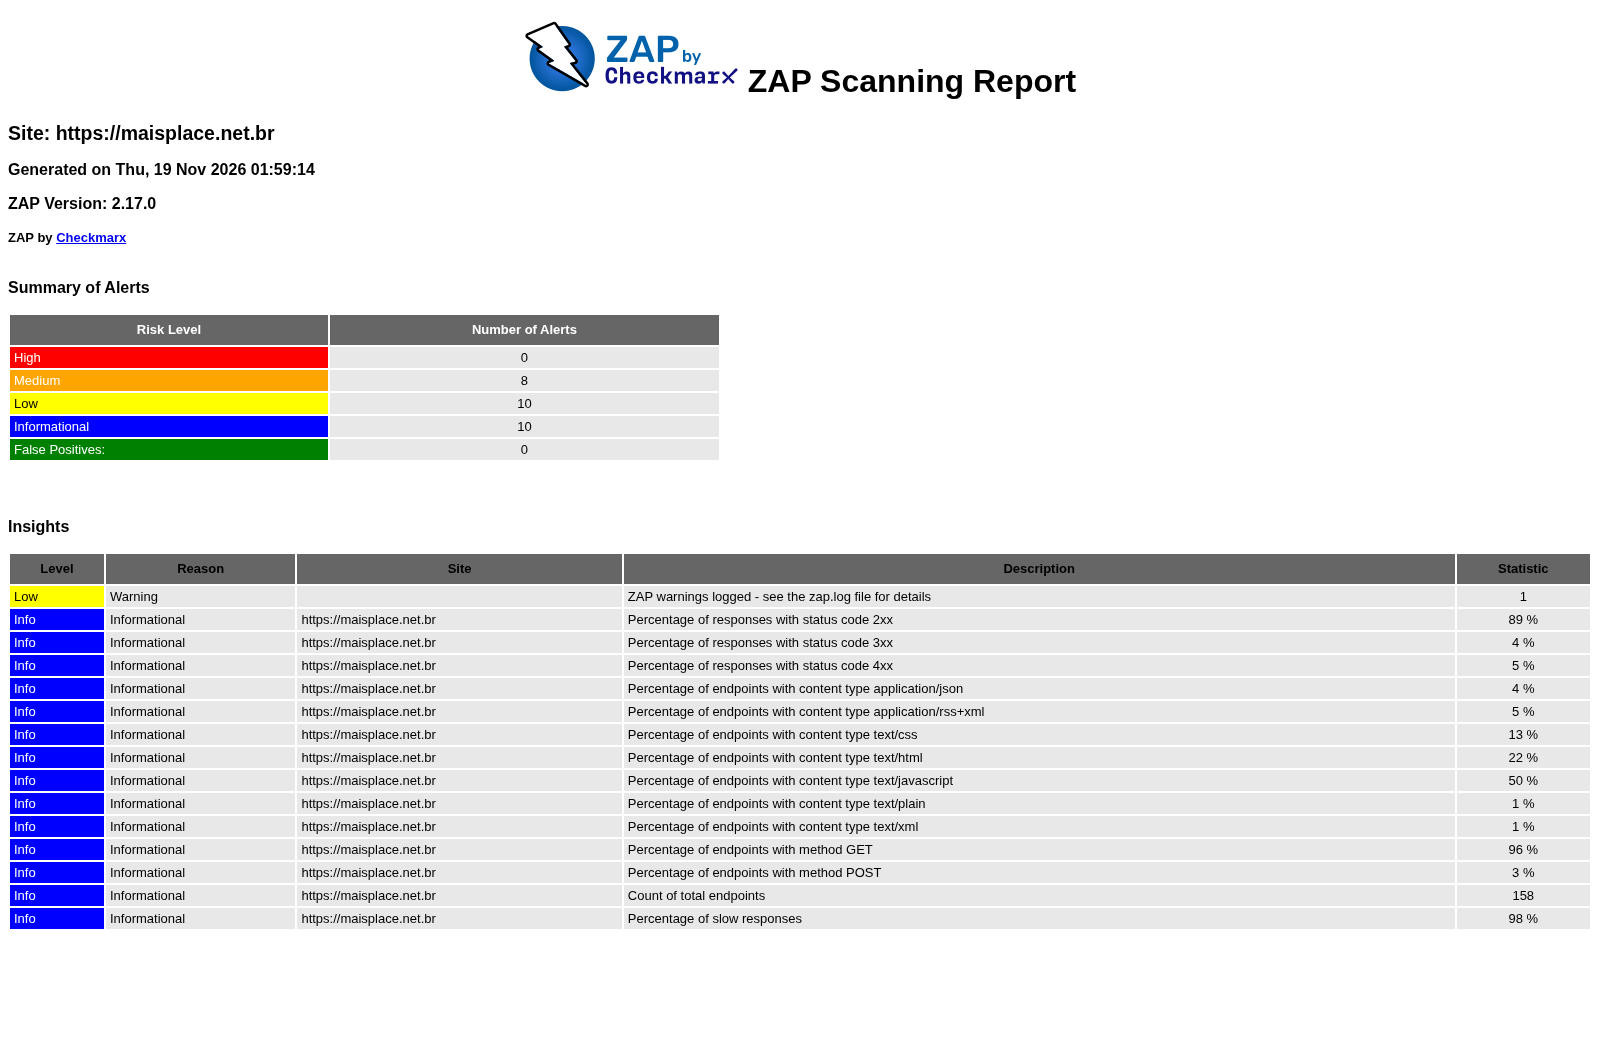 ZAP by
Checkmarx ZAP Scanning Report
Site: https://maisplace.net.br
Generated on Thu, 19 Nov 2026 01:59:14
ZAP Version: 2.17.0
ZAP by Checkmarx
Summary of Alerts
Risk Level Number of Alerts
High 0
Medium 8
Low 10
Informational 10
False Positives: 0
Insights
Level Reason Site Description Statistic
Low Warning ZAP warnings logged - see the zap.log file for details 1
Info Informational https://maisplace.net.br Percentage of responses with status code 2xx 89 %
Info Informational https://maisplace.net.br Percentage of responses with status code 3xx 4 %
Info Informational https://maisplace.net.br Percentage of responses with status code 4xx 5 %
Info Informational https://maisplace.net.br Percentage of endpoints with content type application/json 4 %
Info Informational https://maisplace.net.br Percentage of endpoints with content type application/rss+xml 5 %
Info Informational https://maisplace.net.br Percentage of endpoints with content type text/css 13 %
Info Informational https://maisplace.net.br Percentage of endpoints with content type text/html 22 %
Info Informational https://maisplace.net.br Percentage of endpoints with content type text/javascript 50 %
Info Informational https://maisplace.net.br Percentage of endpoints with content type text/plain 1 %
Info Informational https://maisplace.net.br Percentage of endpoints with content type text/xml 1 %
Info Informational https://maisplace.net.br Percentage of endpoints with method GET 96 %
Info Informational https://maisplace.net.br Percentage of endpoints with method POST 3 %
Info Informational https://maisplace.net.br Count of total endpoints 158
Info Informational https://maisplace.net.br Percentage of slow responses 98 %